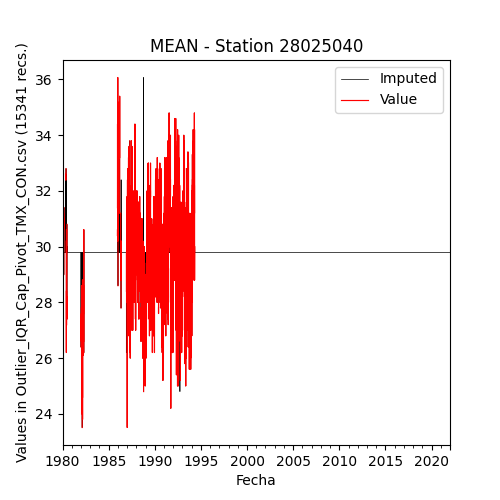 MEAN - Station 28025040
Imputed
Value
Values in Outlier_IQR_Cap_Pivot_TMX_CON.csv (15341 recs.)
36
34
32
30
28
26
24
1980 1985 1990 1995 2000 2005 2010 2015 2020
Fecha